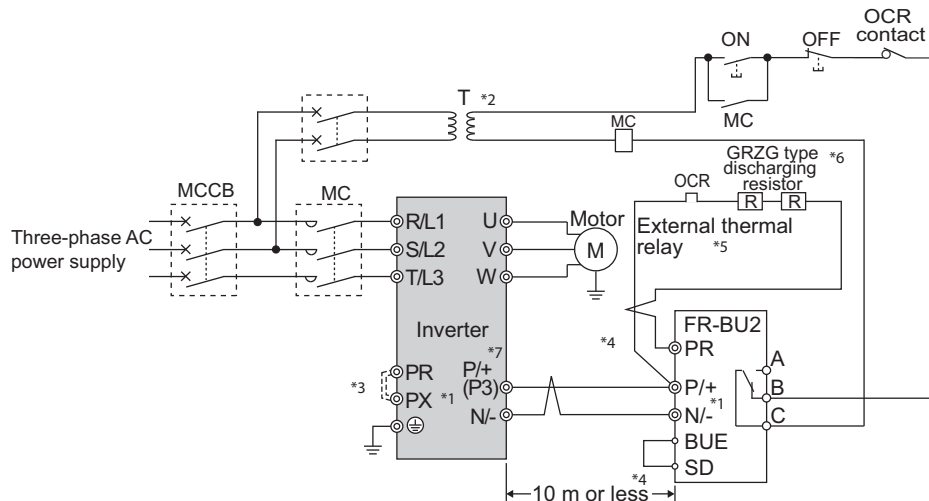 OCR
contact
ON
OFF
T *2
MC
MC
GRZG type *6
discharging
resistor
OCR
R R
MCCB
MC
External thermal
relay *5
Three-phase AC
power supply
R/L1
S/L2
T/L3
U
V
W
Motor
M
Inverter
FR-BU2
*7
*4
PR
A
*3
PR
P/+
(P3)
P/+
B
PX *1
N/-
N/- *1
C
BUE
SD
*4
10 m or less